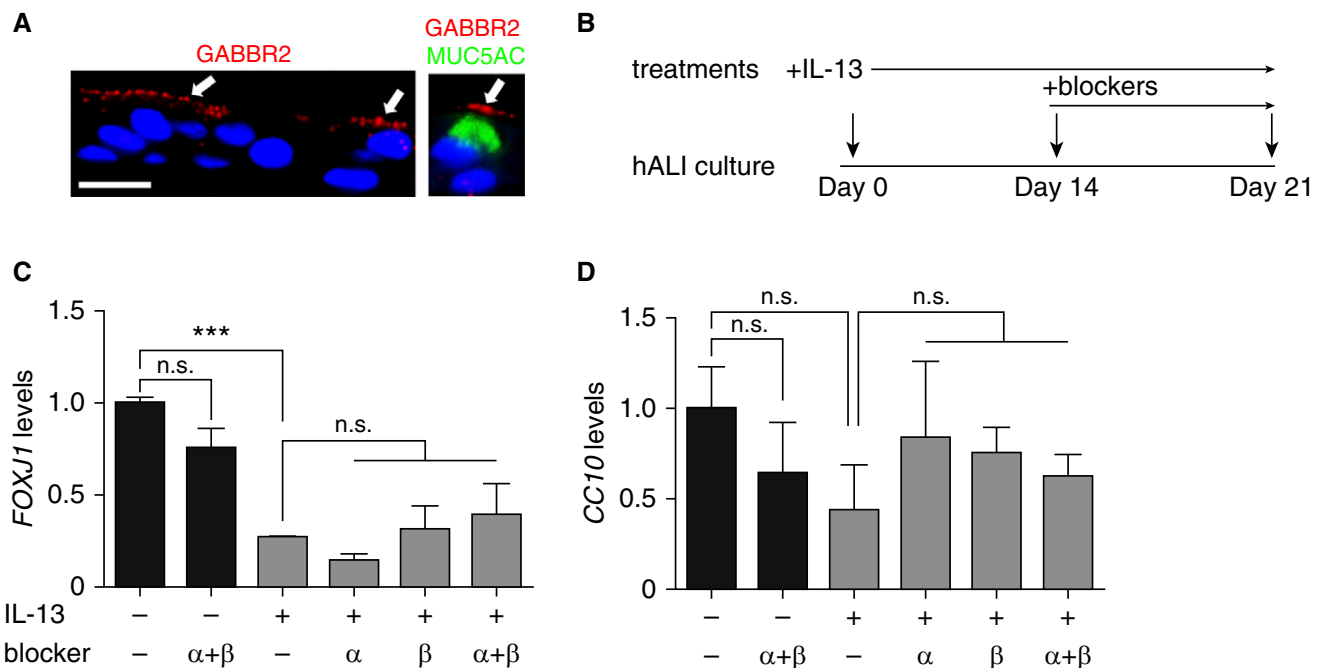 A
GABBR2
GABBR2
MUC5AC
B
treatments +IL-13
+blockers
hALI culture
Day 0 Day 14 Day 21
C
FOXJ1 levels
1.5
1.0
0.5
0
***
n.s.
n.s.
IL-13 – – + + + +
blocker – α+β – α β α+β
D
CC10 levels
1.5
1.0
0.5
0
n.s.
n.s.
n.s.
– – + + + +
– α+β – α β α+β